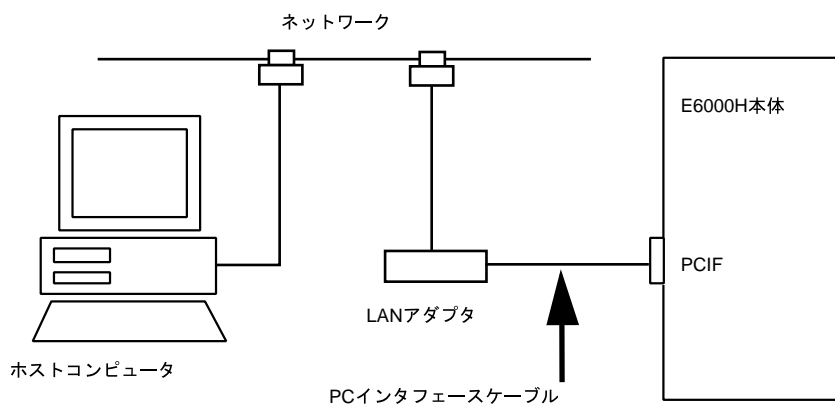 ネットワーク
E6000H本体
PCIF
LANアダプタ
ホストコンピュータ
PCインタフェースケーブル